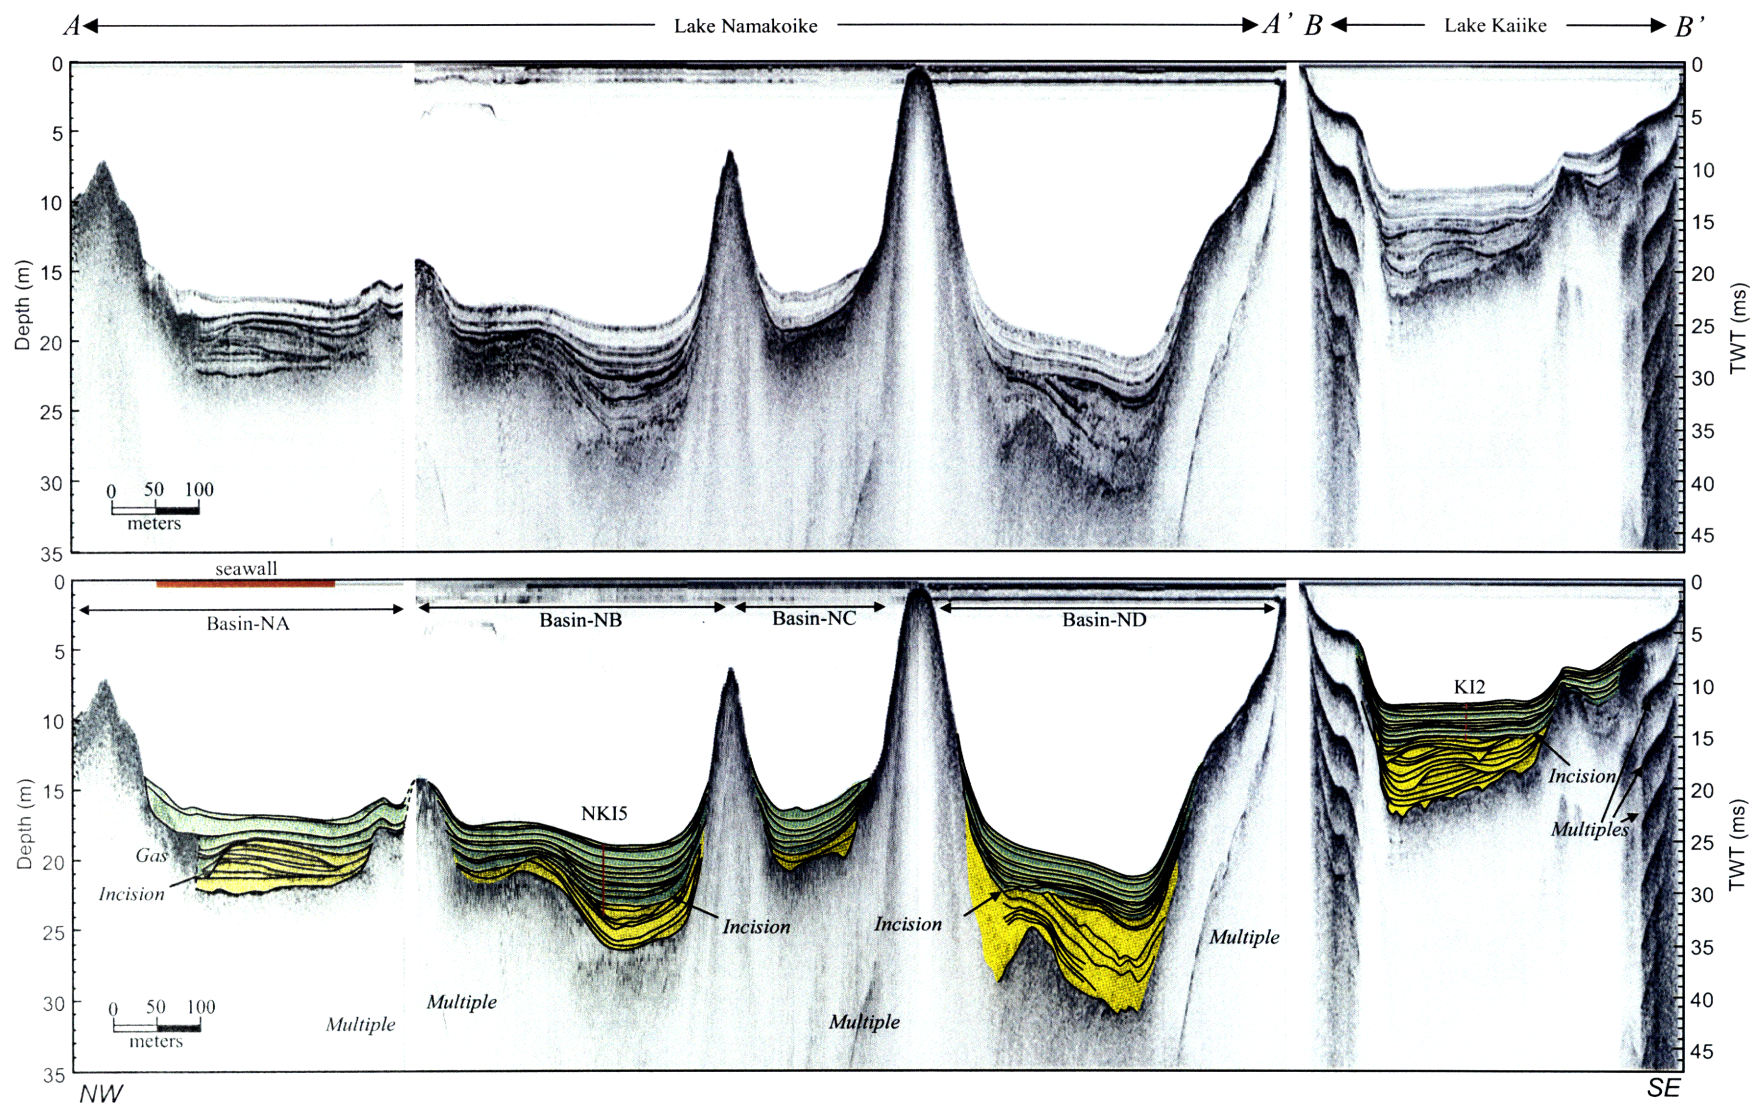 A Lake Namakoike A' B Lake Kaiike B'
0 0
5 5
10 10
15 15
20 20
25 25
30 30
35 35
40
45
Depth (m)
TWT (ms)
0 50 100
meters
seawall
0 0
5 5
10 10
15 15
20 20
25 25
30 30
35 35
40
45
Depth (m)
TWT (ms)
Basin-NA Basin-NB Basin-NC Basin-ND
KI2
NKI5
Gas
Incision
Incision
Incision
Incision
Multiples
Multiple
Multiple
Multiple
Multiple
0 50 100
meters
NW SE